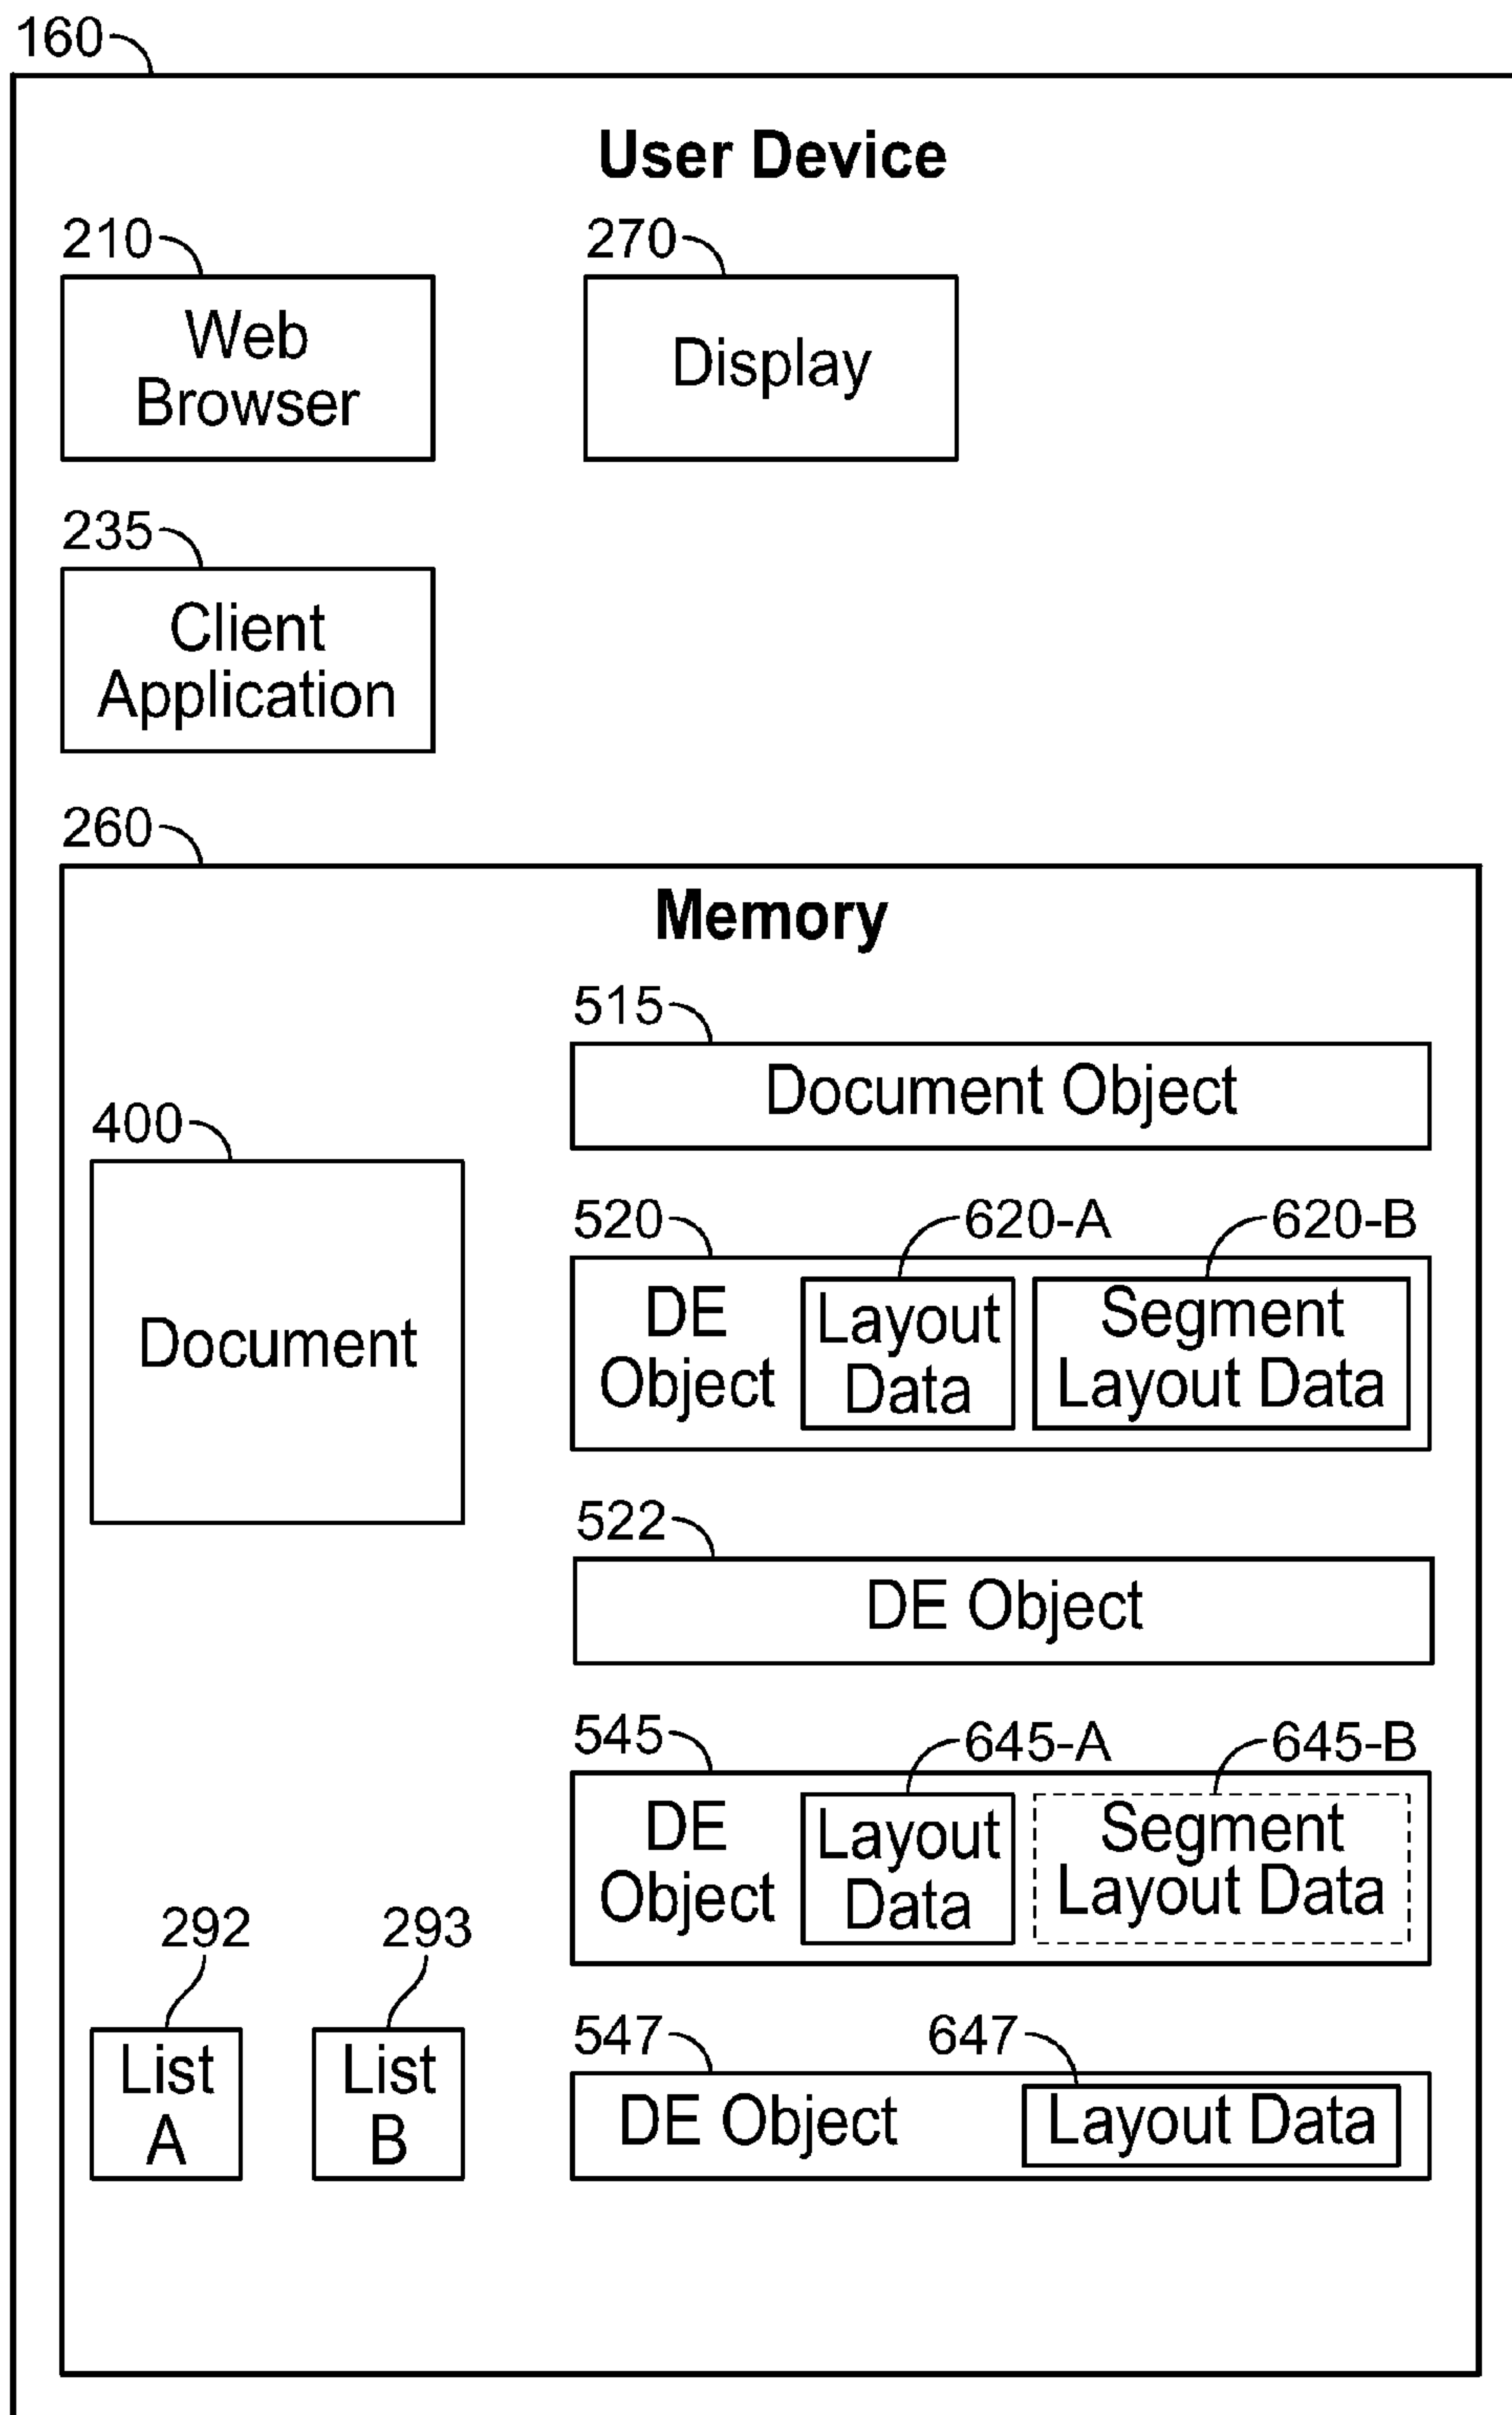 160
User Device
210
270
Web
Browser
Display
235
Client
Application
260
Memory
515
Document Object
400
Document
520
620-A
620-B
DE
Object
Layout
Data
Segment
Layout Data
522
DE Object
545
645-A
645-B
DE
Object
Layout
Data
Segment
Layout Data
292
293
List
A
List
B
547
647
DE Object
Layout Data